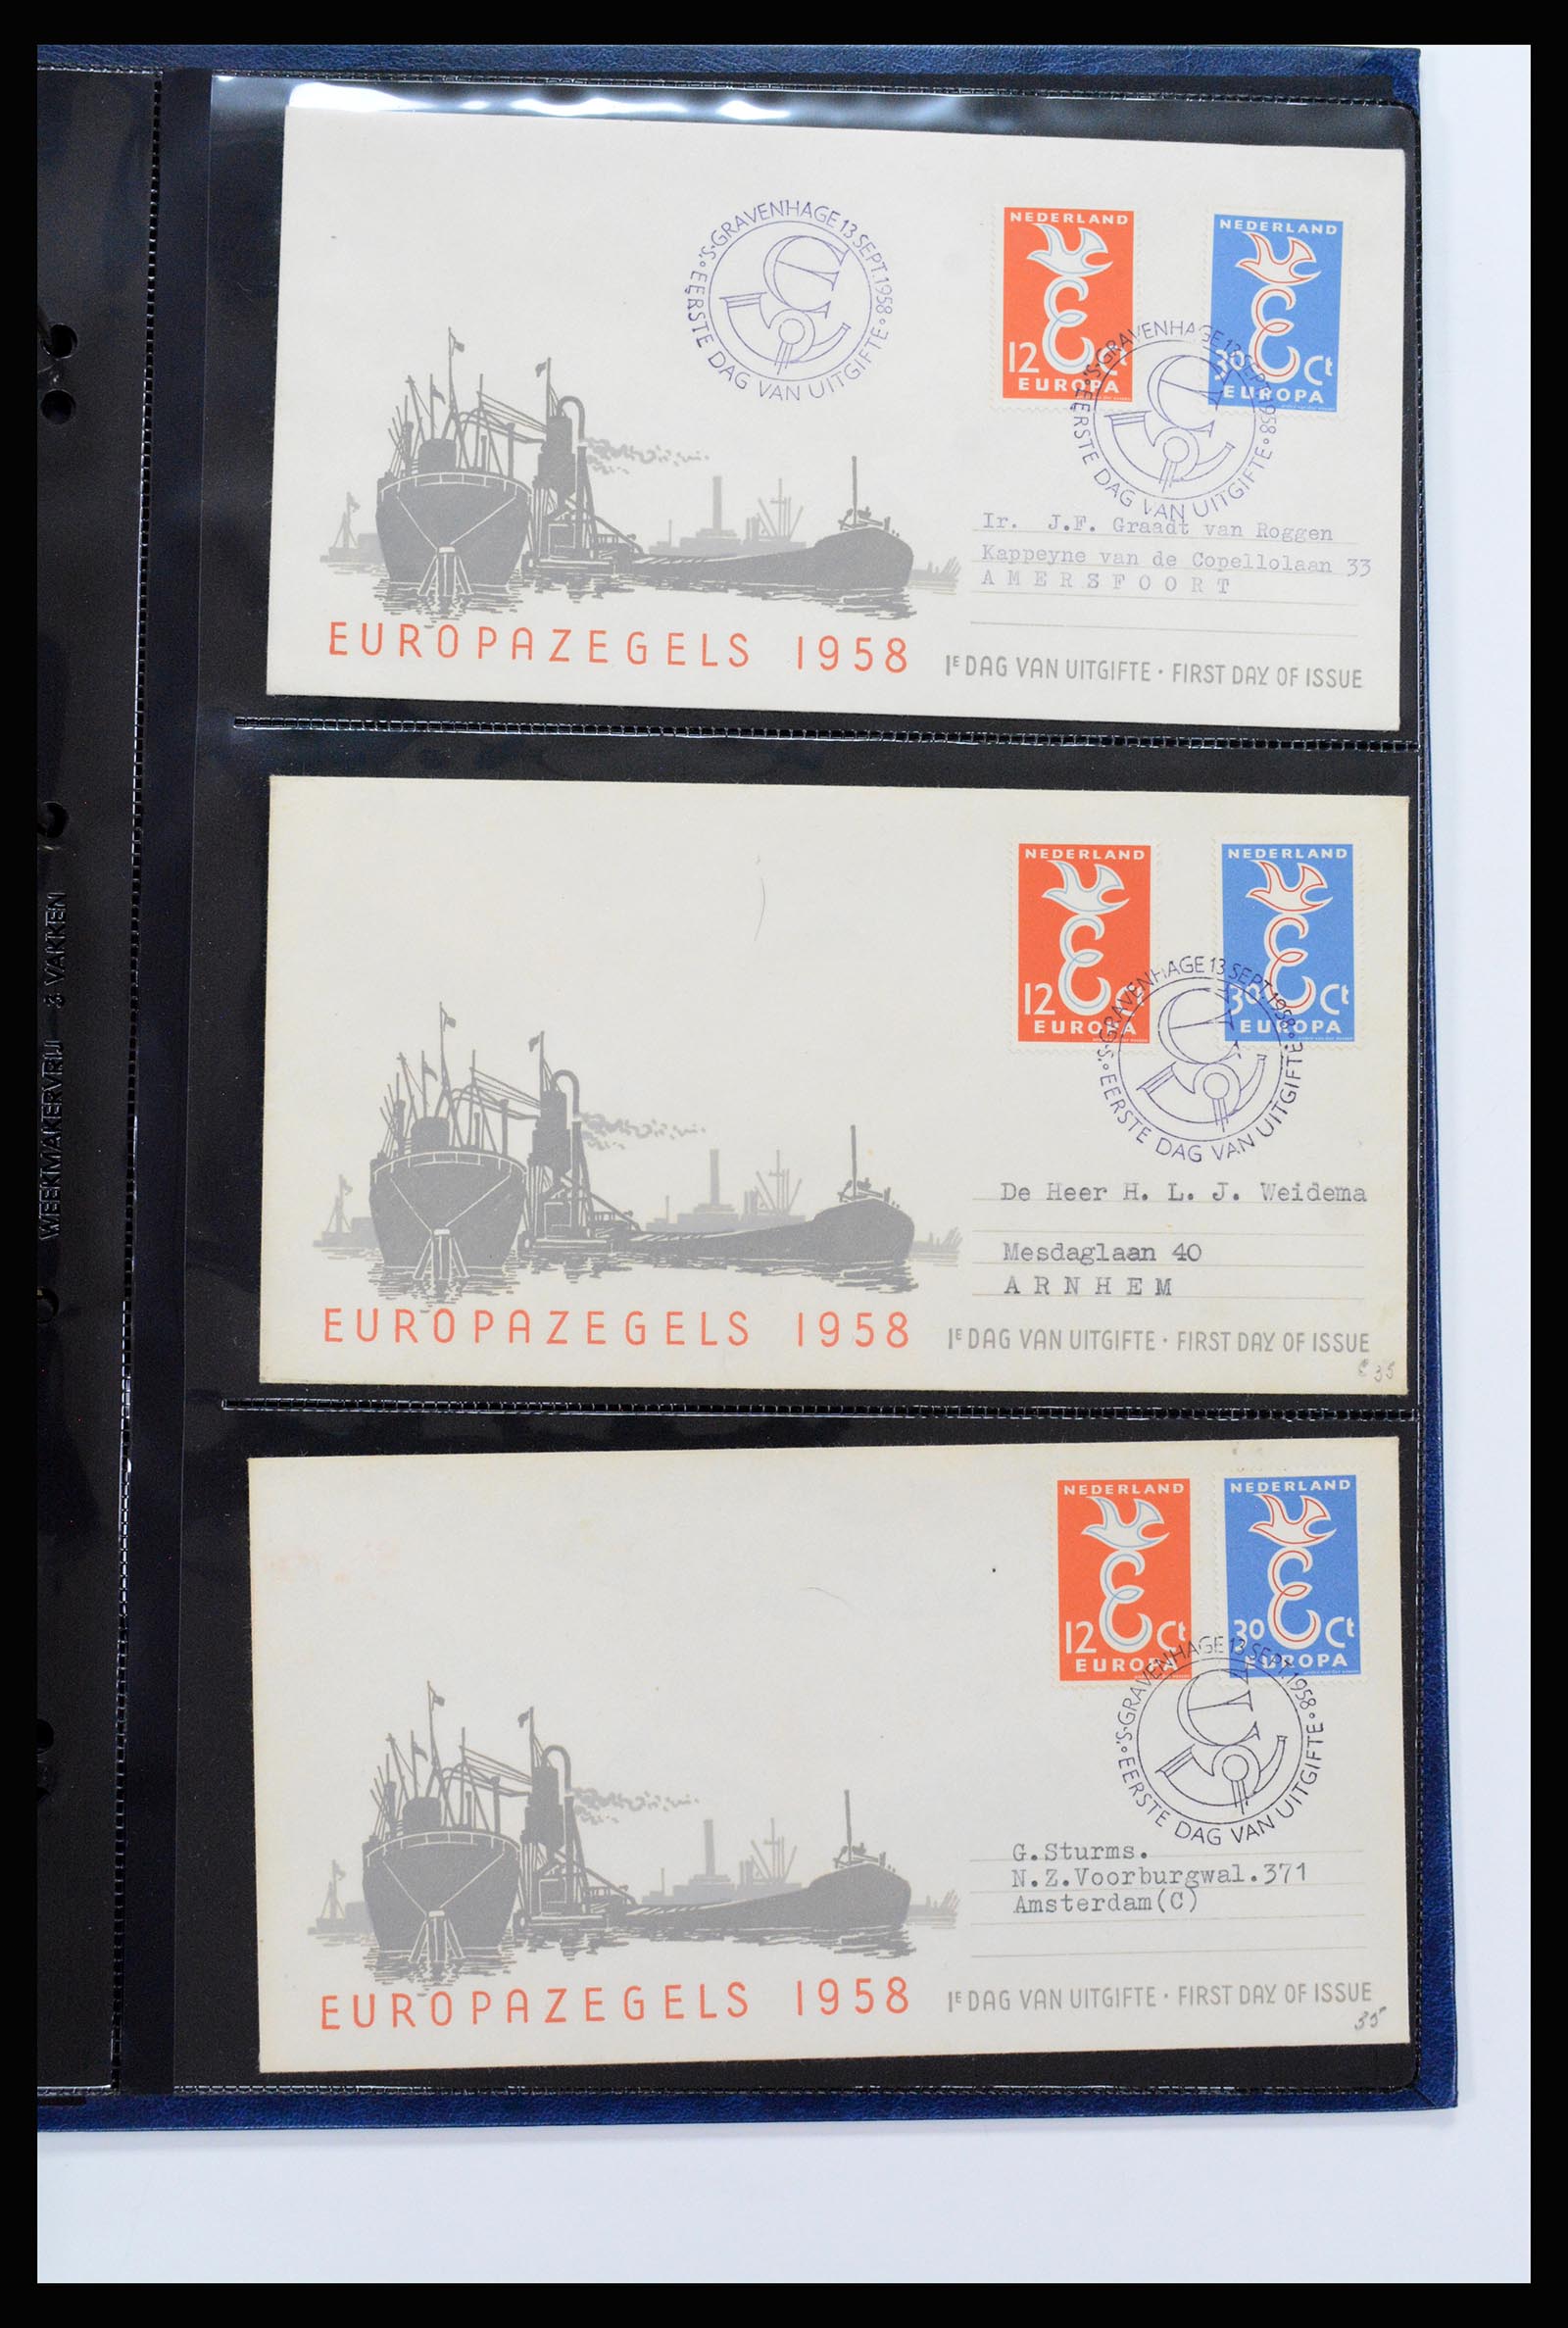 'S-GRAVENHAGE 13 SEPT. 1958
EERSTE DAG VAN UITGIFTE
NEDERLAND
12 Ct
EUROPA
NEDERLAND
30 Ct
EUROPA
'S-GRAVENHAGE 13 SEPT. 1958
EERSTE DAG VAN UITGIFTE
Ir. J.F. Graadt van Roggen
Kappeyne van de Copellolaan 33
AMERSFOORT
EUROPAZEGELS 1958
1E DAG VAN UITGIFTE · FIRST DAY OF ISSUE
WEEKMAKERVRIJ - 3 VAKKEN
NEDERLAND
12 Ct
EUROPA
NEDERLAND
30 Ct
EUROPA
'S-GRAVENHAGE 13 SEPT. 1958
EERSTE DAG VAN UITGIFTE
De Heer H. L. J. Weidema
Mesdaglaan 40
ARNHEM
EUROPAZEGELS 1958
1E DAG VAN UITGIFTE · FIRST DAY OF ISSUE
35
NEDERLAND
12 Ct
EUROPA
NEDERLAND
30 Ct
EUROPA
'S-GRAVENHAGE 13 SEPT. 1958
EERSTE DAG VAN UITGIFTE
G.Sturms.
N.Z.Voorburgwal.371
Amsterdam(C)
EUROPAZEGELS 1958
1E DAG VAN UITGIFTE · FIRST DAY OF ISSUE
35